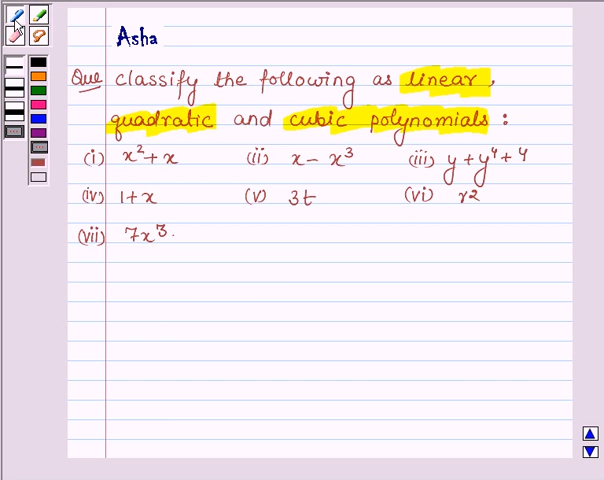 Asha
Que classify the following as linear,
quadratic and cubic polynomials :
(i) x²+x (ii) x - x³ (iii) y + y⁴ + 4
(iv) 1+x (v) 3t (vi) r2
(vii) 7x³.